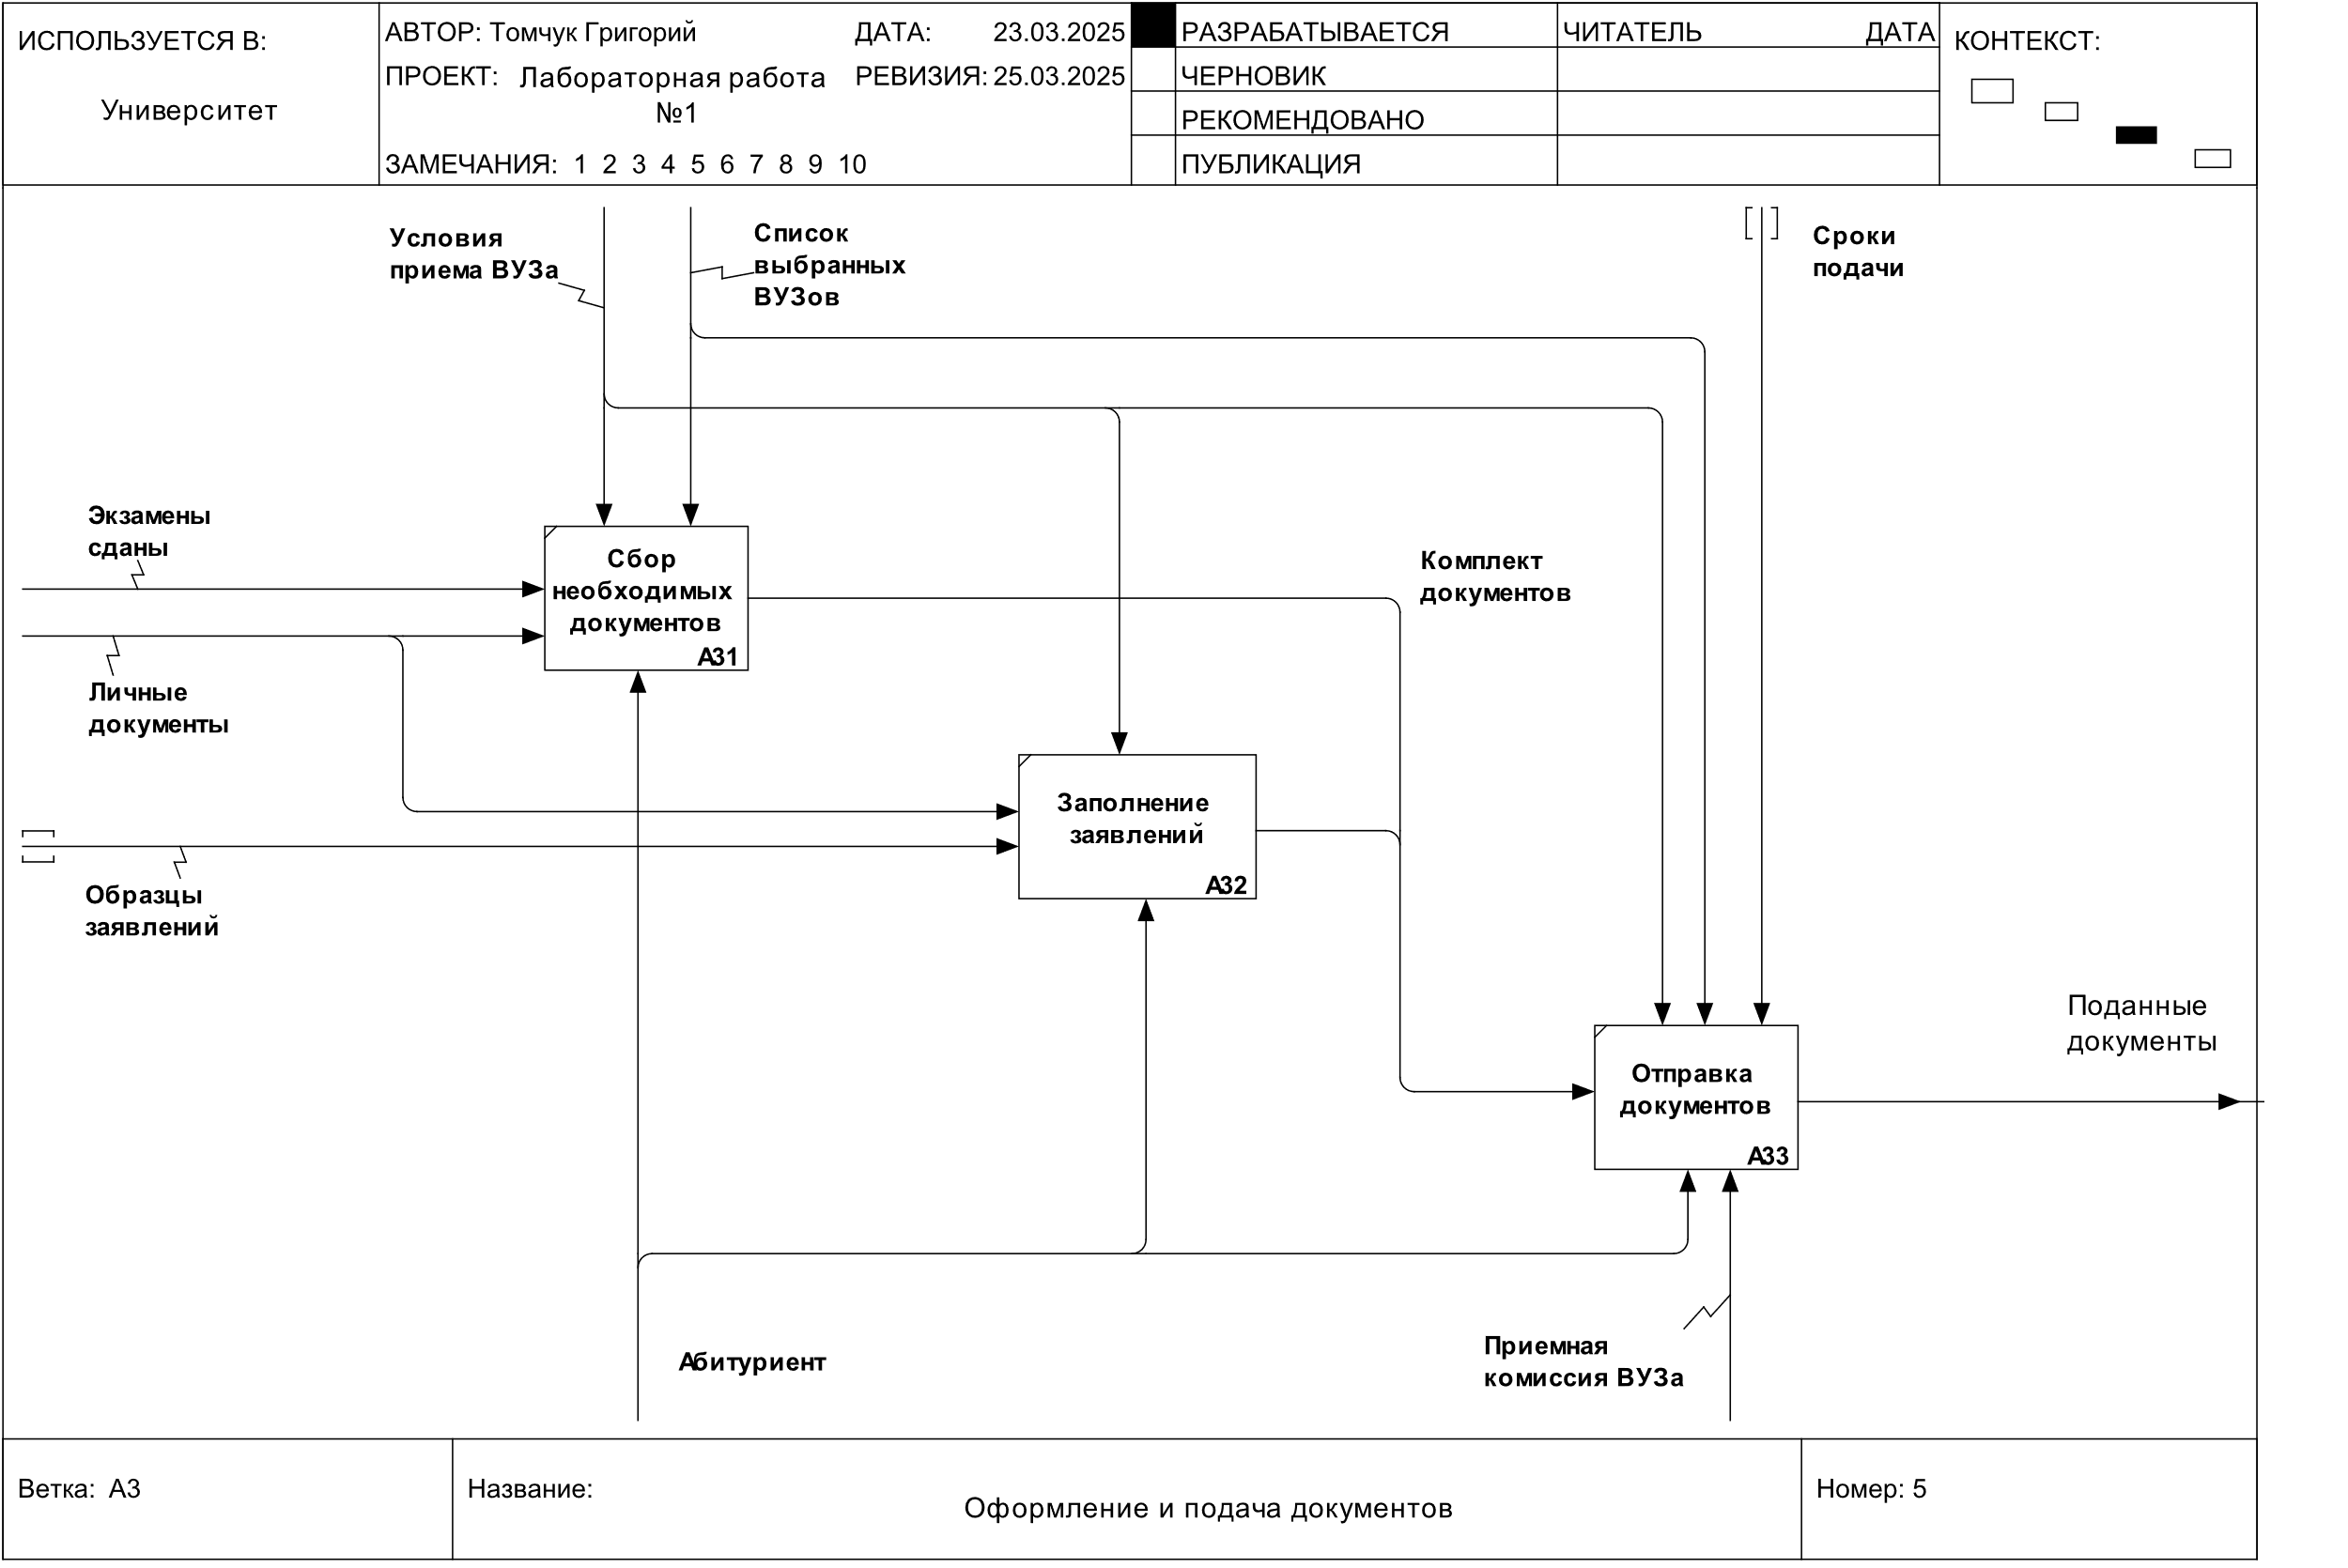 ИСПОЛЬЗУЕТСЯ В:
Университет
АВТОР: Томчук Григорий
ДАТА: 23.03.2025
ПРОЕКТ: Лабораторная работа
№1
РЕВИЗИЯ: 25.03.2025
ЗАМЕЧАНИЯ: 1 2 3 4 5 6 7 8 9 10
РАЗРАБАТЫВАЕТСЯ
ЧЕРНОВИК
РЕКОМЕНДОВАНО
ПУБЛИКАЦИЯ
ЧИТАТЕЛЬ ДАТА
КОНТЕКСТ:
Условия
приема ВУЗа
Список
выбранных
ВУЗов
Сроки
подачи
Экзамены
сданы
Сбор
необходимых
документов
А31
Комплект
документов
Личные
документы
Заполнение
заявлений
А32
Образцы
заявлений
Поданные
документы
Отправка
документов
А33
Абитуриент
Приемная
комиссия ВУЗа
Ветка: А3
Название:
Оформление и подача документов
Номер: 5